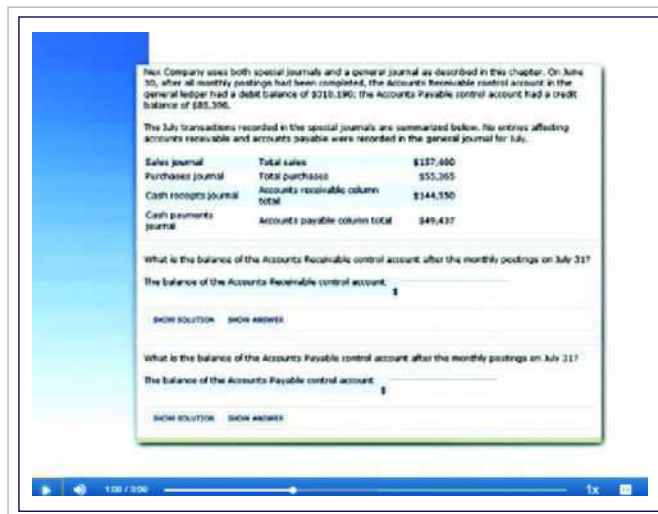 Nex Company uses both special journals and a general journal as described in this chapter. On June
30, after all monthly postings had been completed, the Accounts Receivable control account in the
general ledger had a debit balance of $310,190; the Accounts Payable control account had a credit
balance of
The July transactions recorded in the special journals are summarized below. No entries affecting
accounts receivable and accounts payable were recorded in the general journal for July.
Sales journal Total sales
Purchases journal Total purchases $55,365
Cash receipts journal Accounts receivable column total $144,550
Cash payments journal Accounts payable column total $49,437
What is the balance of the Accounts Receivable control account after the monthly postings on July 31?
The balance of the Accounts Receivable control account
$
SHOW SOLUTION SHOW ANSWER
What is the balance of the Accounts Payable control account after the monthly postings on July 31?
The balance of the Accounts Payable control account
$
SHOW SOLUTION SHOW ANSWER
1x